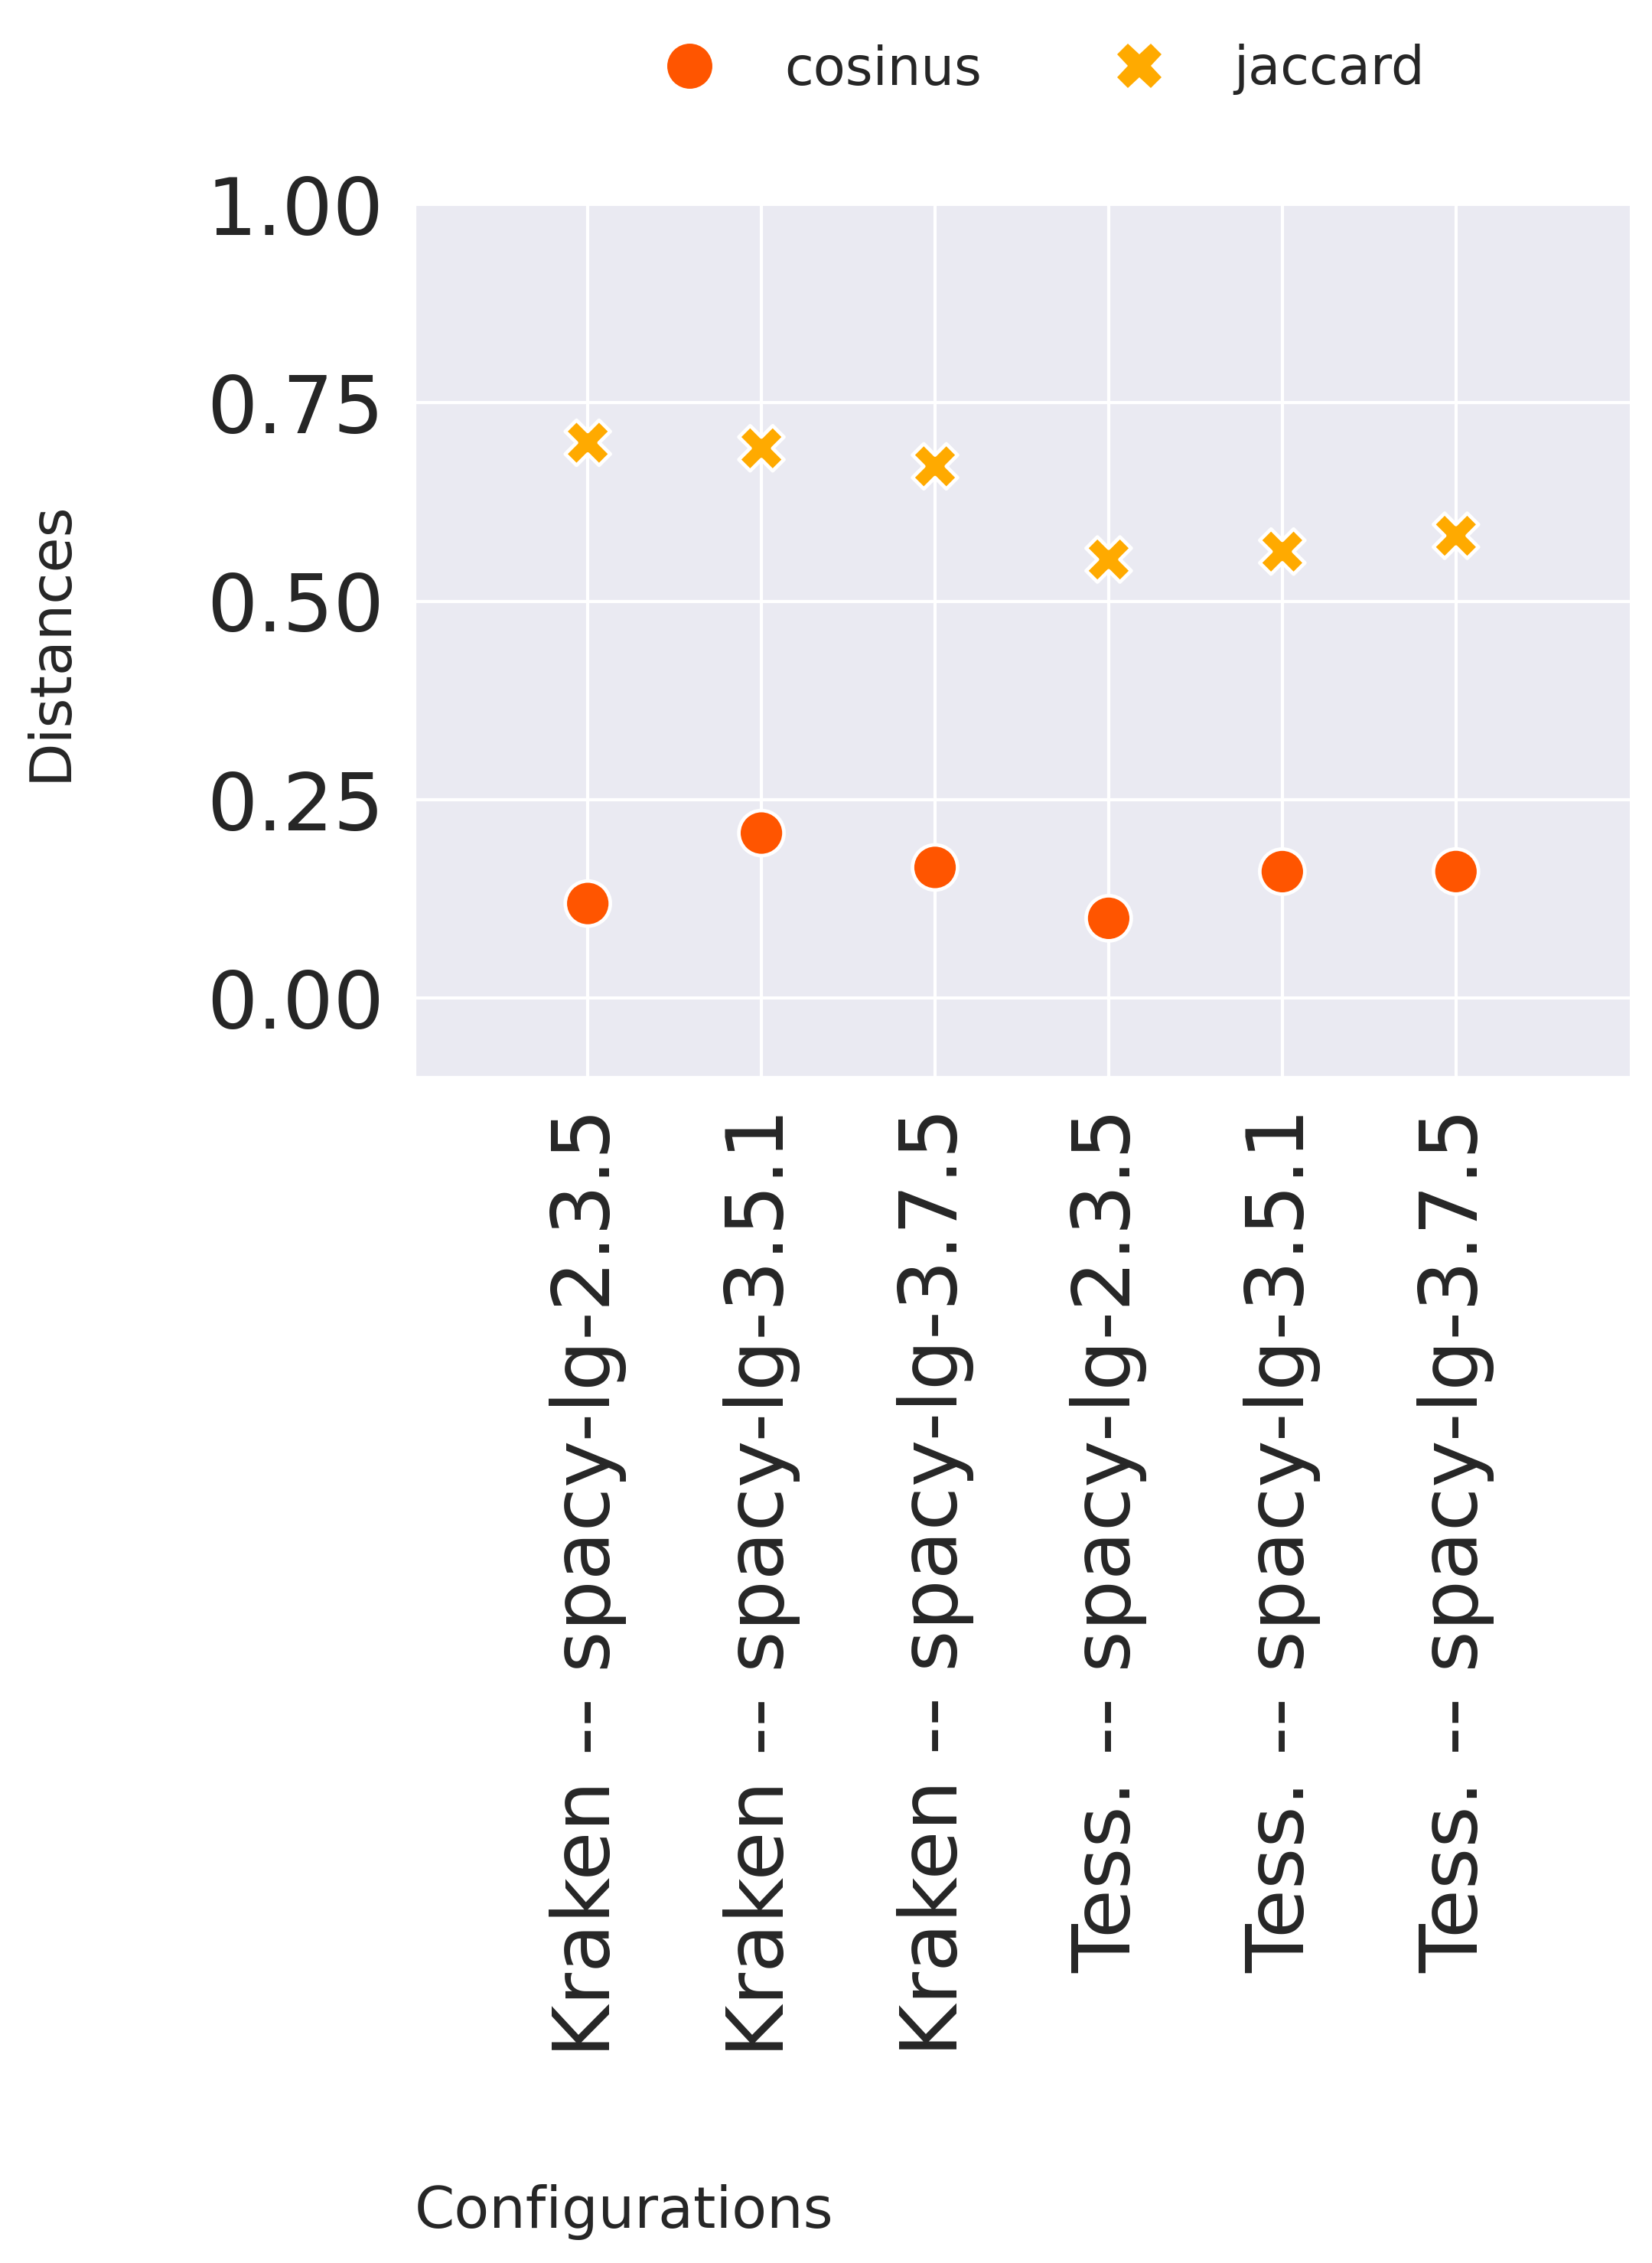 cosinus jaccard
1.00
0.75
0.50
0.25
0.00
Distances
Kraken -- spacy-lg-2.3.5
Kraken -- spacy-lg-3.5.1
Kraken -- spacy-lg-3.7.5
Tess. -- spacy-lg-2.3.5
Tess. -- spacy-lg-3.5.1
Tess. -- spacy-lg-3.7.5
Configurations